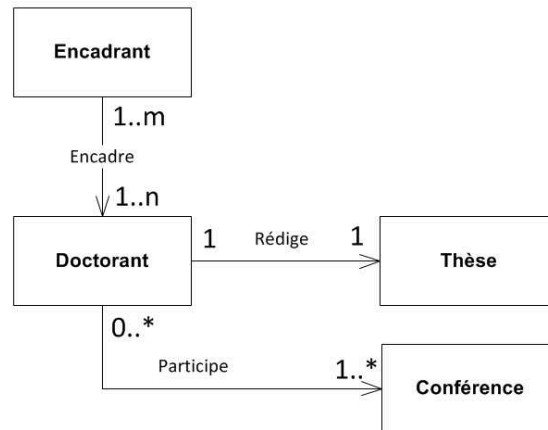 Encadrant
1..m
Encadre
1..n
Doctorant
1
Rédige
1
Thèse
0..*
Participe
1..*
Conférence